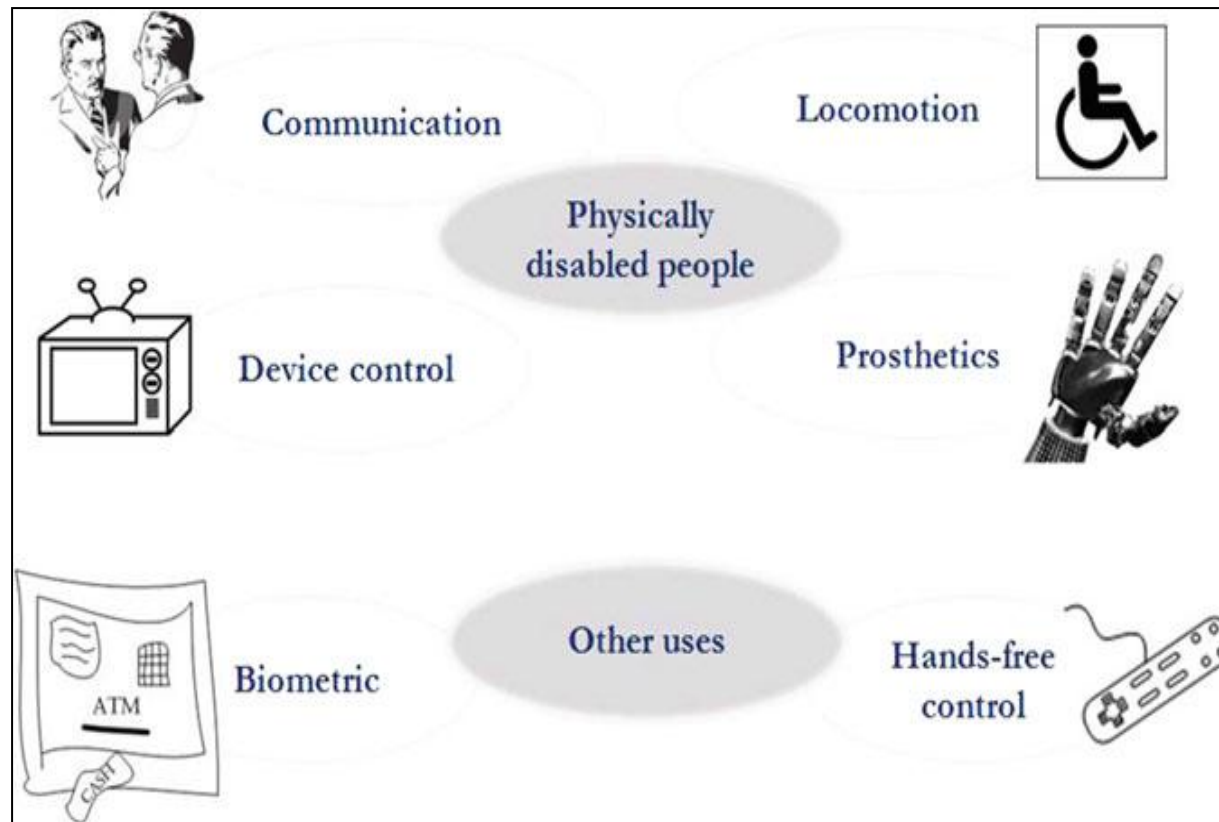 Communication
Locomotion
Physically
disabled people
Device control
Prosthetics
Other uses
Biometric
Hands-free
control
ATM
CASH